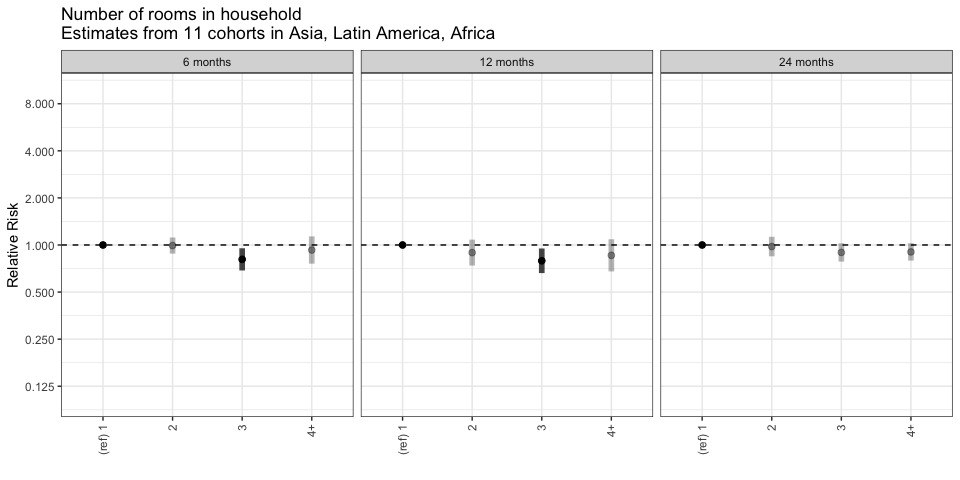 Number of rooms in household
Estimates from 11 cohorts in Asia, Latin America, Africa
6 months
12 months
24 months
Relative Risk
8.000
4.000
2.000
1.000
0.500
0.250
0.125
(ref) 1
2
3
4+
(ref) 1
2
3
4+
(ref) 1
2
3
4+